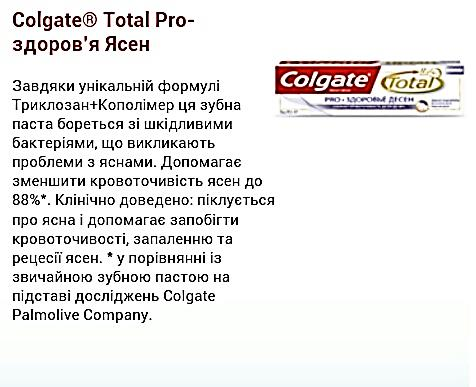 Colgate® Total Pro-
здоров'я Ясен
Завдяки унікальній формулі
Триклозан+Кополімер ця зубна
паста бореться зі шкідливими
бактеріями, що викликають
проблеми з яснами. Допомагає
зменшити кровоточивість ясен до
88%*. Клінічно доведено: піклується
про ясна і допомагає запобігти
кровоточивості, запаленню та
рецесії ясен. * у порівнянні із
звичайною зубною пастою на
підставі досліджень Colgate
Palmolive Company.
Colgate Total
PRO-ЗДОРОВЬЕ ДЕСЕН